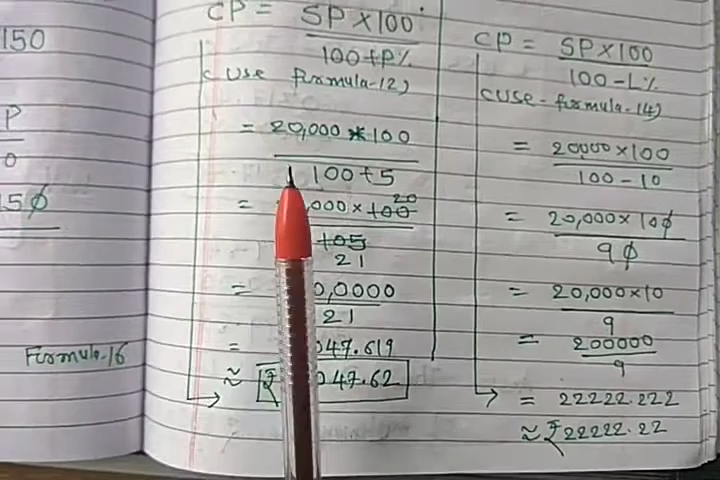 150
P
0
150
Formula-16
CP = SP×100
100+P%
(Use formula-12)
= 20,000 × 100
100+5
= ,000 × 100 20
105
21
= 0,0000
21
= 047.619
≈ ₹ 047.62
CP = SP×100
100-L%
(Use - formula-14)
= 20,000×100
100-10
= 20,000×100
90
= 20,000×10
9
= 200000
9
= 22222.222
≈ ₹22222.22